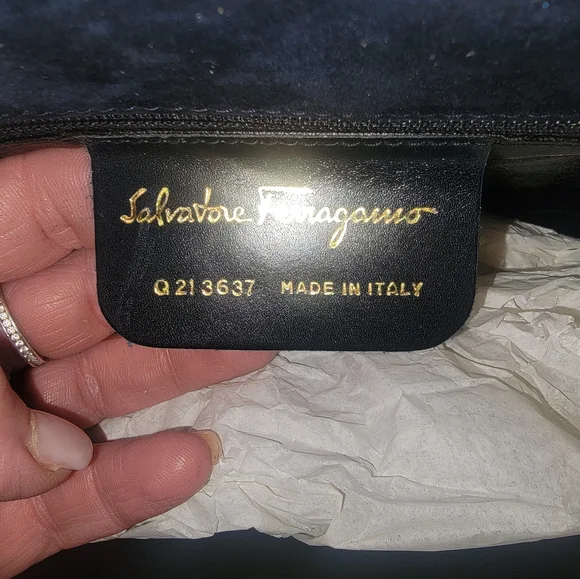 Salvatore Ferragamo
Q21 3637 MADE IN ITALY